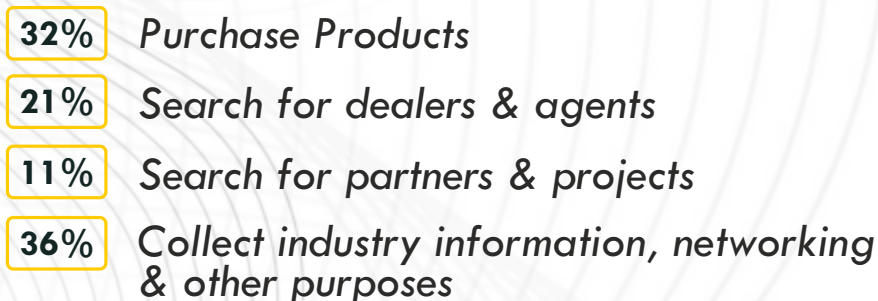 32% Purchase Products
21% Search for dealers & agents
11% Search for partners & projects
36% Collect industry information, networking
& other purposes